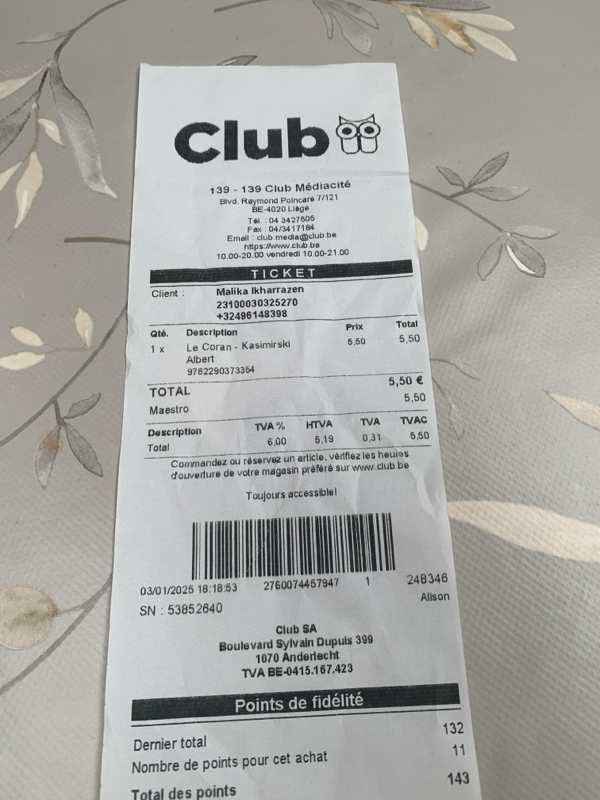 Club
139 - 139 Club Médiacité
Blvd. Raymond Poincaré 7/121
BE-4020 Liège
Tél. : 04 3427605
Fax : 04/3417164
Email : club.media@club.be
https://www.club.be
10.00-20.00 vendredi 10.00-21.00
TICKET
Client : Malika Ikharrazen
23100030325270
+32496148398
Qté. Description Prix Total
1 x Le Coran - Kasimirski 5,50 5,50
Albert
9782290373354
TOTAL 5,50 €
Maestro 5,50
Description TVA % HTVA TVA TVAC
Total 6,00 5,19 0,31 5,50
Commandez ou réservez un article, vérifiez les heures
d'ouverture de votre magasin préféré sur www.club.be
Toujours accessible!
03/01/2025 18:18:53 2760074457947 1 248346
SN : 53852640 Alison
Club SA
Boulevard Sylvain Dupuis 399
1070 Anderlecht
TVA BE-0415.167.423
Points de fidélité
Dernier total 132
Nombre de points pour cet achat 11
Total des points 143